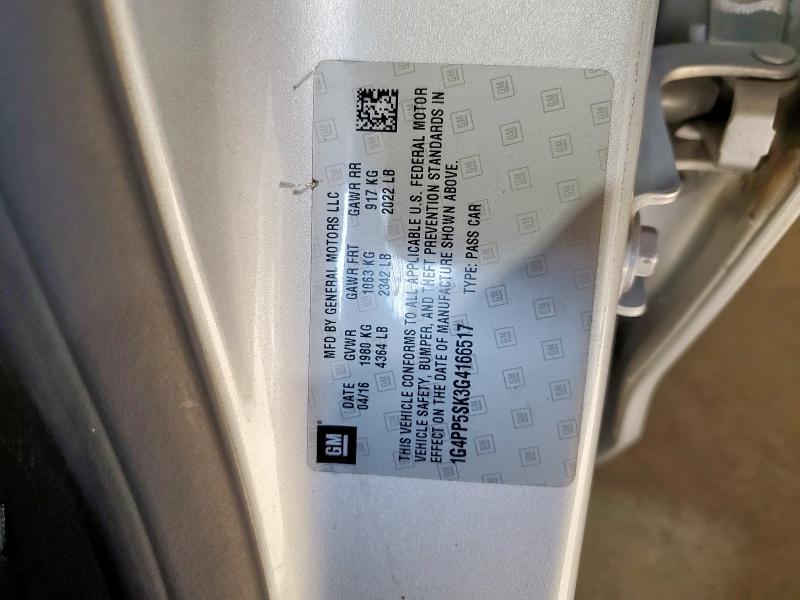 GM
MFD BY GENERAL MOTORS LLC
DATE GVWR GAWR FRT GAWR RR
04/16 1980 KG 1063 KG 917 KG
4364 LB 2342 LB 2022 LB
THIS VEHICLE CONFORMS TO ALL APPLICABLE U.S. FEDERAL MOTOR
VEHICLE SAFETY, BUMPER, AND THEFT PREVENTION STANDARDS IN
EFFECT ON THE DATE OF MANUFACTURE SHOWN ABOVE.
1G4PP5SK3G4166517 TYPE: PASS CAR